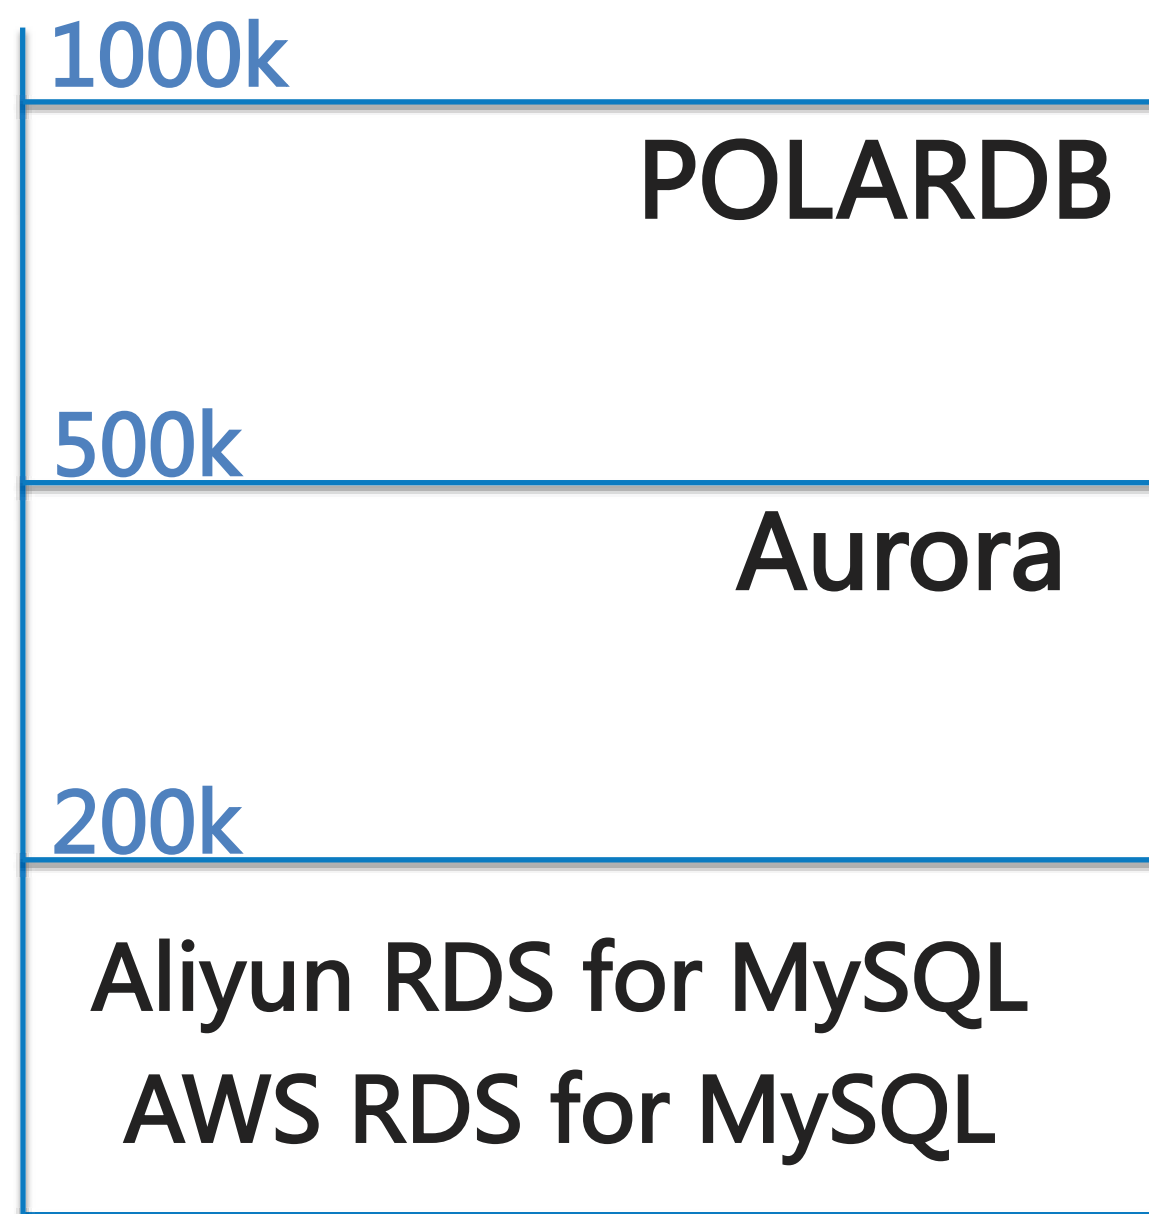 1000k
POLARDB
500k
Aurora
200k
Aliyun RDS for MySQL
AWS RDS for MySQL